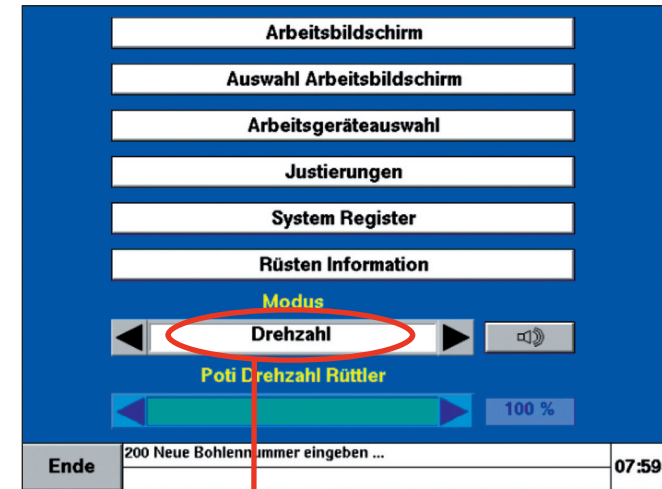 Arbeitsbildschirm
Auswahl Arbeitsbildschirm
Arbeitsgeräteauswahl
Justierungen
System Register
Rüsten Information
Modus
Drehzahl
Poti Drehzahl Rüttler
100 %
Ende
200 Neue Bohlennummer eingeben ...
07:59